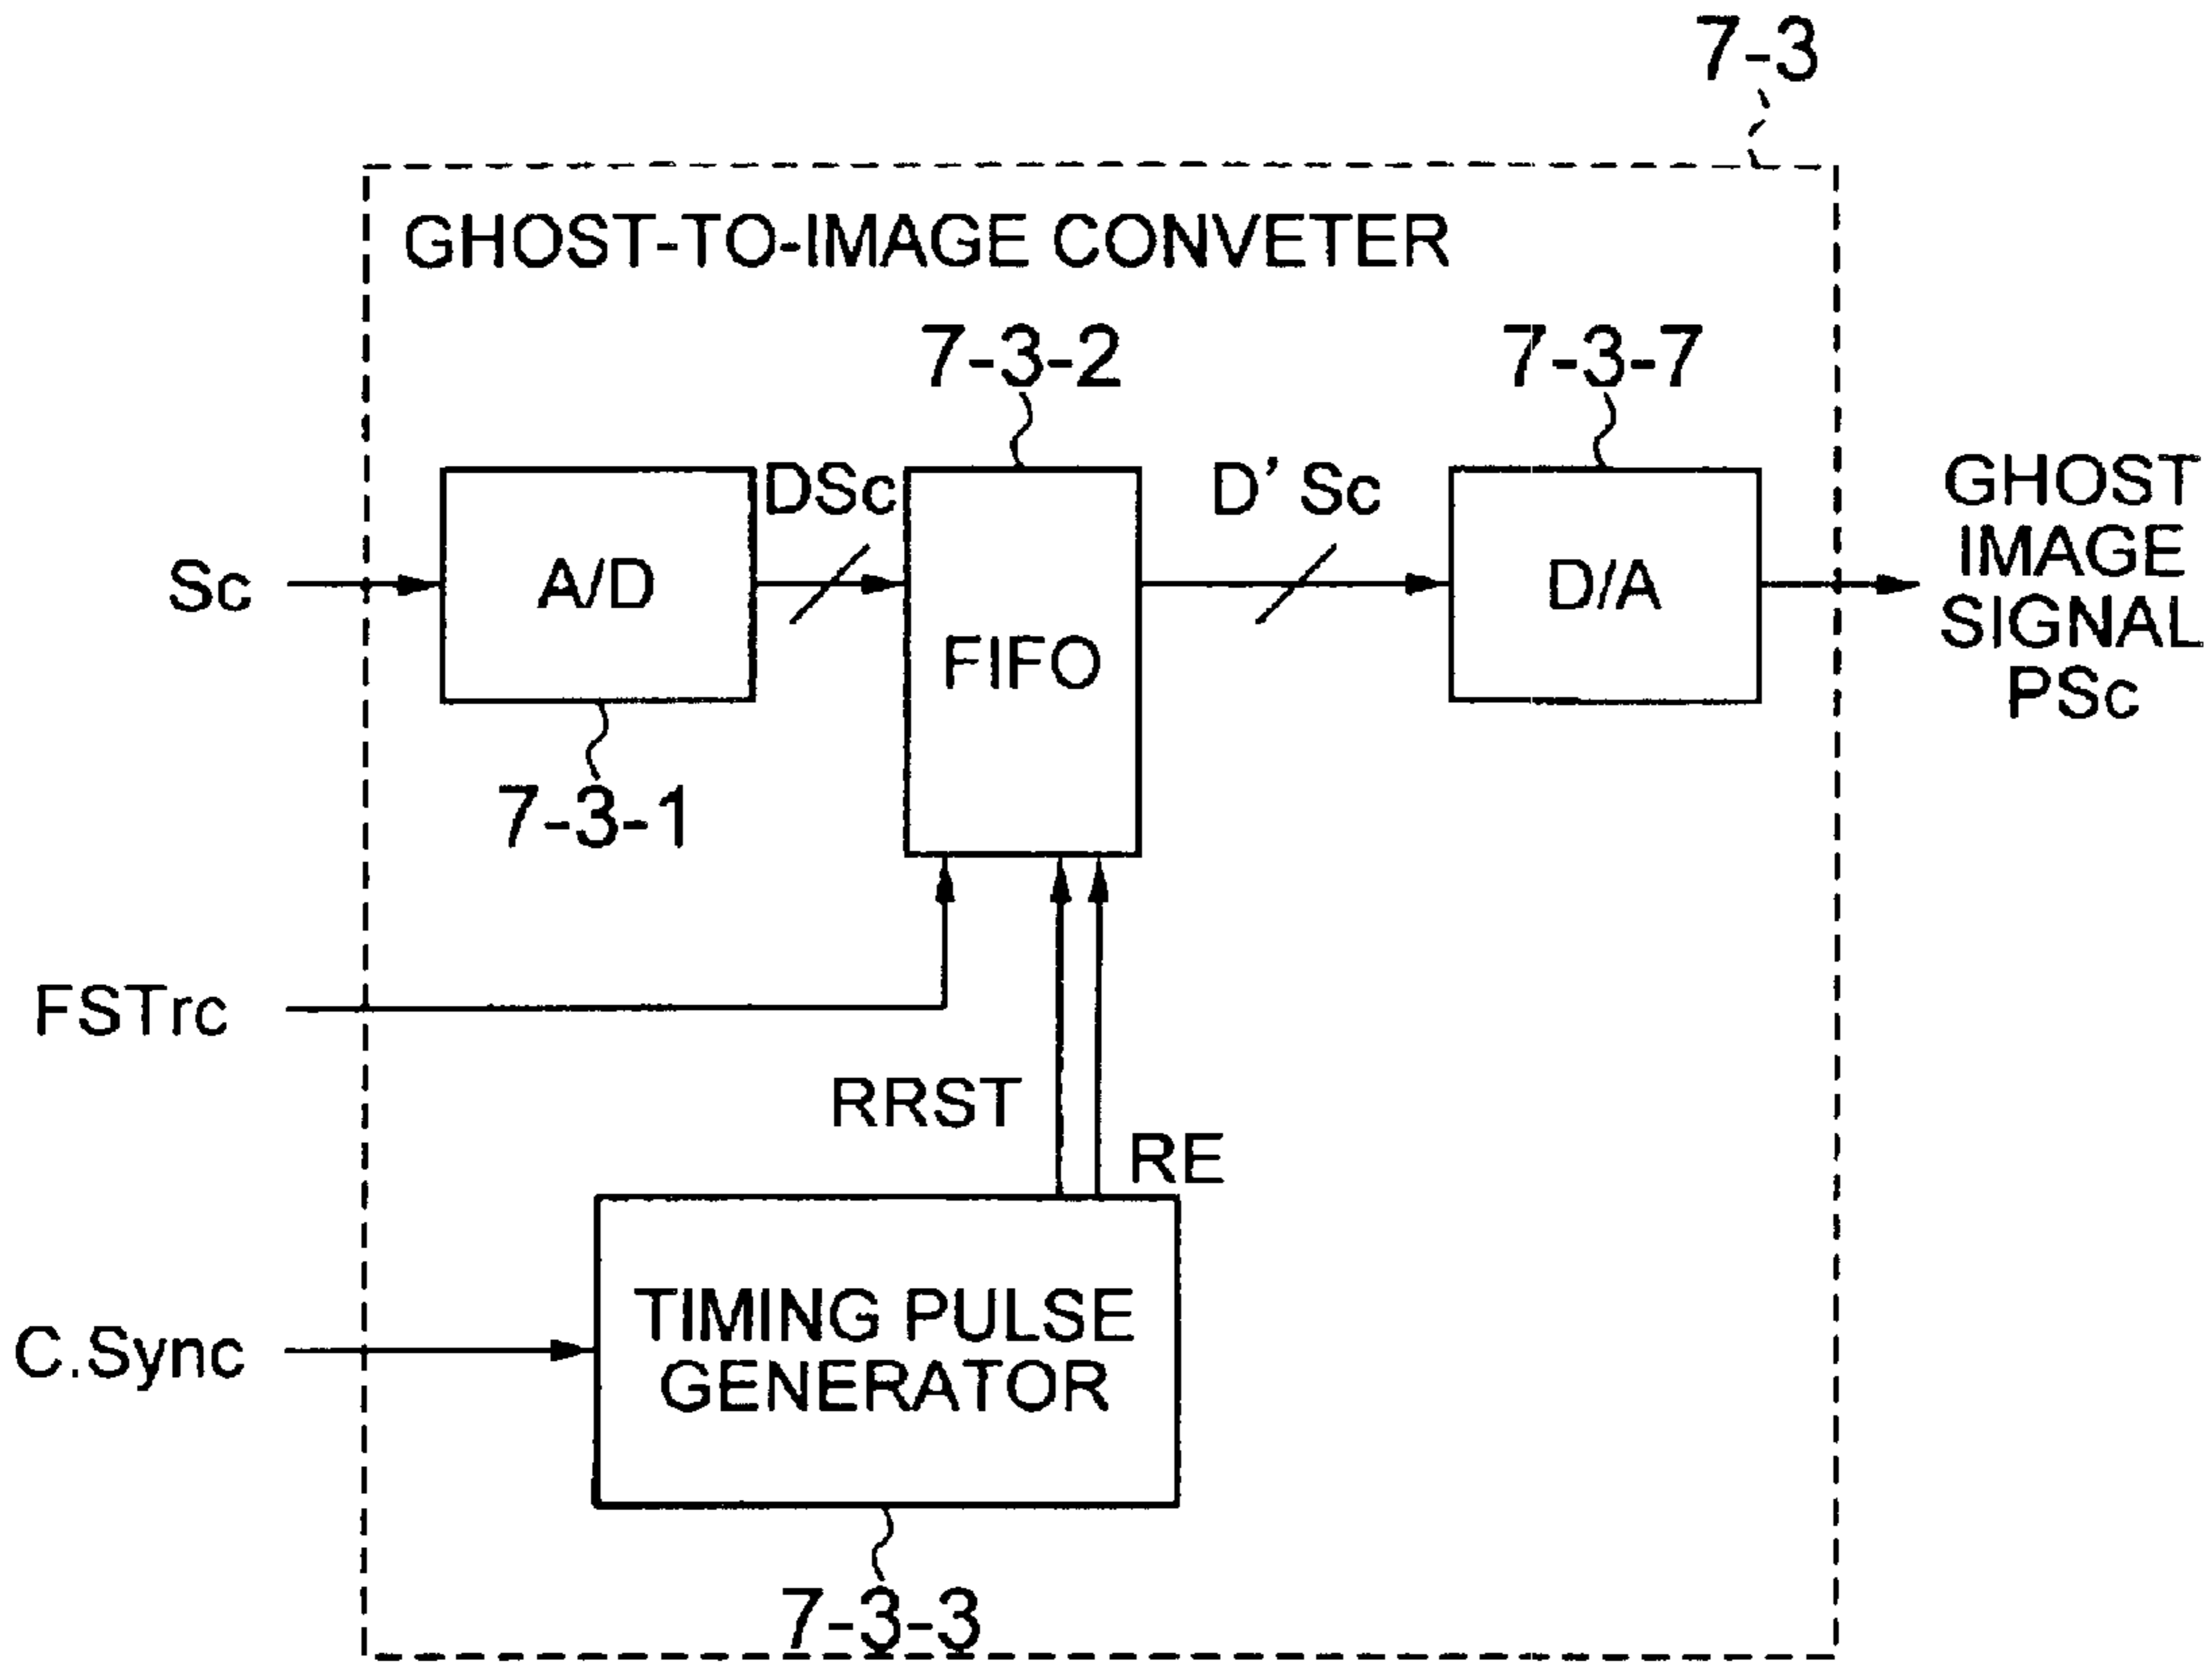 7-3
GHOST-TO-IMAGE CONVETER
7-3-2
7-3-7
DSc
D' Sc
Sc
A/D
FIFO
D/A
GHOST
IMAGE
SIGNAL
PSc
7-3-1
FSTrc
RRST
RE
C.Sync
TIMING PULSE
GENERATOR
7-3-3